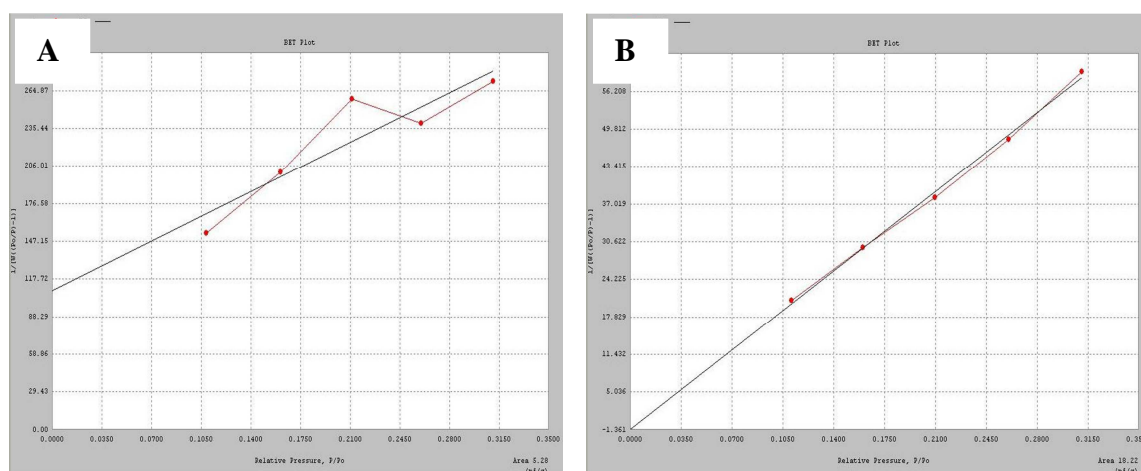 A
BET Plot
1/[W((Po/P)-1)]
264.87
235.44
206.01
176.58
147.15
117.72
88.29
58.86
29.43
0.00
0.0000 0.0350 0.0700 0.1050 0.1400 0.1750 0.2100 0.2450 0.2800 0.3150 0.3500
Relative Pressure, P/Po
Area 5.28
(m²/g)
B
BET Plot
1/[W((Po/P)-1)]
56.208
49.812
43.415
37.019
30.622
24.225
17.829
11.432
5.036
-1.361
0.0000 0.0350 0.0700 0.1050 0.1400 0.1750 0.2100 0.2450 0.2800 0.3150 0.35
Relative Pressure, P/Po
Area 18.22